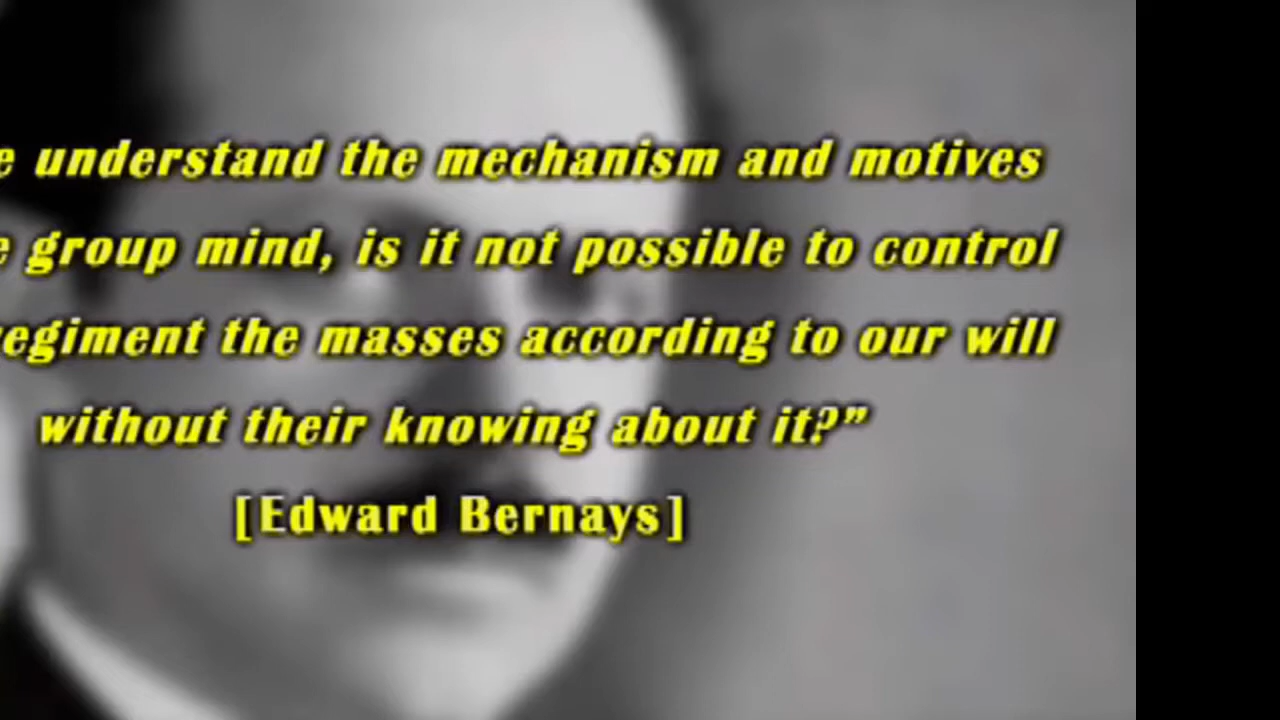 e understand the mechanism and motives
e group mind, is it not possible to control
regiment the masses according to our will
without their knowing about it?”
[Edward Bernays]